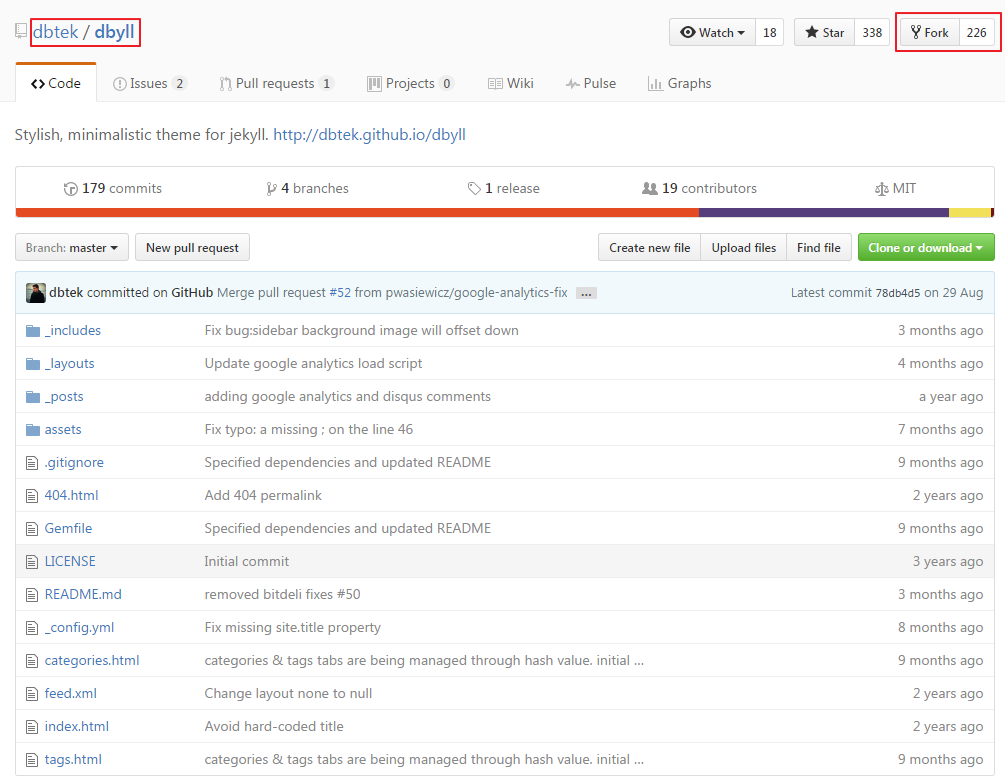 dbtek / dbyll Watch 18 Star 338 Fork 226
Code Issues 2 Pull requests 1 Projects 0 Wiki Pulse Graphs
Stylish, minimalistic theme for jekyll. http://dbtek.github.io/dbyll
179 commits 4 branches 1 release 19 contributors MIT
Branch: master New pull request Create new file Upload files Find file Clone or download
dbtek committed on GitHub Merge pull request #52 from pwasiewicz/google-analytics-fix ... Latest commit 78db4d5 on 29 Aug
_includes Fix bug:sidebar background image will offset down 3 months ago
_layouts Update google analytics load script 4 months ago
_posts adding google analytics and disqus comments a year ago
assets Fix typo: a missing ; on the line 46 7 months ago
.gitignore Specified dependencies and updated README 9 months ago
404.html Add 404 permalink 2 years ago
Gemfile Specified dependencies and updated README 9 months ago
LICENSE Initial commit 3 years ago
README.md removed bitdeli fixes #50 3 months ago
_config.yml Fix missing site.title property 8 months ago
categories.html categories & tags tabs are being managed through hash value. initial ... 9 months ago
feed.xml Change layout none to null 2 years ago
index.html Avoid hard-coded title 2 years ago
tags.html categories & tags tabs are being managed through hash value. initial ... 9 months ago